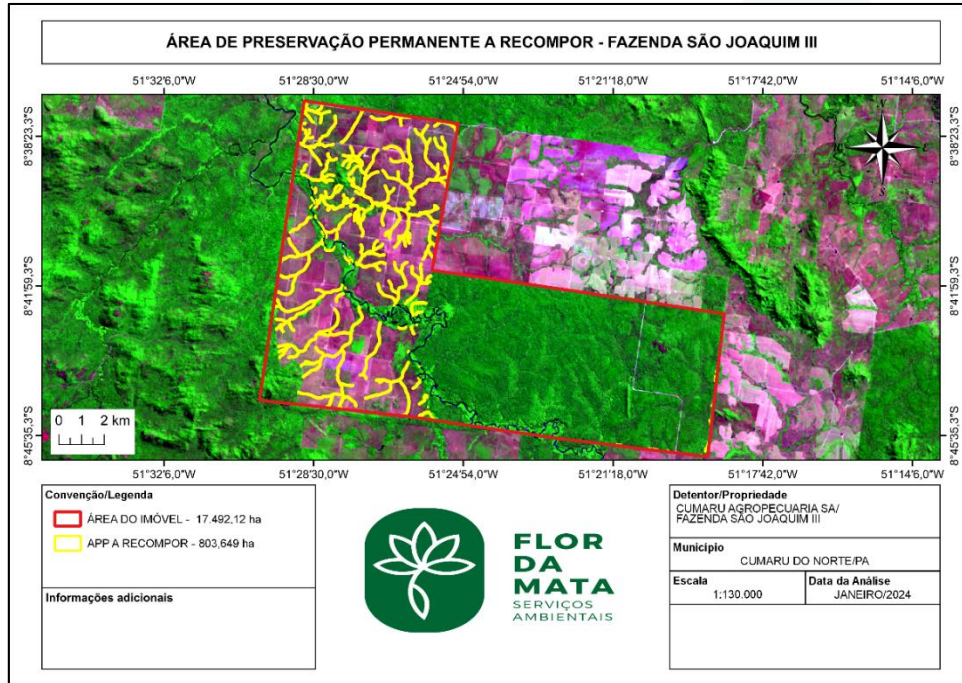 ÁREA DE PRESERVAÇÃO PERMANENTE A RECOMPOR - FAZENDA SÃO JOAQUIM III
51°32'6,0"W 51°28'30,0"W 51°24'54,0"W 51°21'18,0"W 51°17'42,0"W 51°14'6,0"W
8°38'23,3"S 8°38'23,3"S
8°41'59,3"S 8°41'59,3"S
8°45'35,3"S 8°45'35,3"S
0 1 2 km
51°32'6,0"W 51°28'30,0"W 51°24'54,0"W 51°21'18,0"W 51°17'42,0"W 51°14'6,0"W
Convenção/Legenda
ÁREA DO IMÓVEL - 17.492,12 ha
APP A RECOMPOR - 803,649 ha
Informações adicionais
FLOR
DA
MATA
SERVIÇOS
AMBIENTAIS
Detentor/Propriedade
CUMARU AGROPECUARIA SA/
FAZENDA SÃO JOAQUIM III
Município
CUMARU DO NORTE/PA
Escala
1:130.000
Data da Análise
JANEIRO/2024